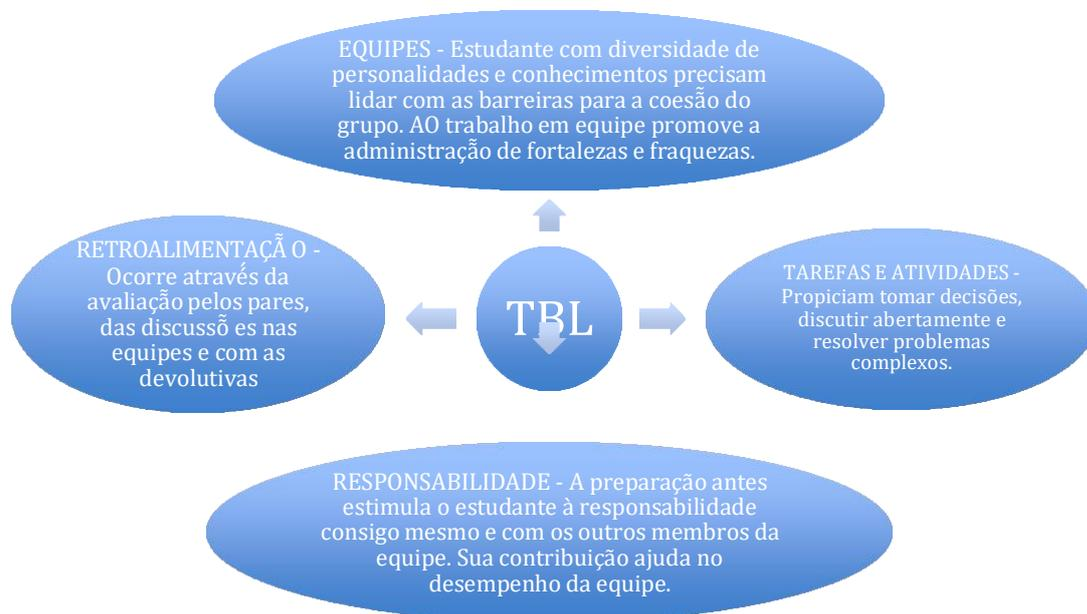 EQUIPES - Estudante com diversidade de
personalidades e conhecimentos precisam
lidar com as barreiras para a coesão do
grupo. AO trabalho em equipe promove a
administração de fortalezas e fraquezas.
RETROALIMENTAÇÃ O -
Ocorre através da
avaliação pelos pares,
das discussõ es nas
equipes e com as
devolutivas
TBL
TAREFAS E ATIVIDADES -
Propiciam tomar decisões,
discutir abertamente e
resolver problemas
complexos.
RESPONSABILIDADE - A preparação antes
estimula o estudante à responsabilidade
consigo mesmo e com os outros membros da
equipe. Sua contribuição ajuda no
desempenho da equipe.